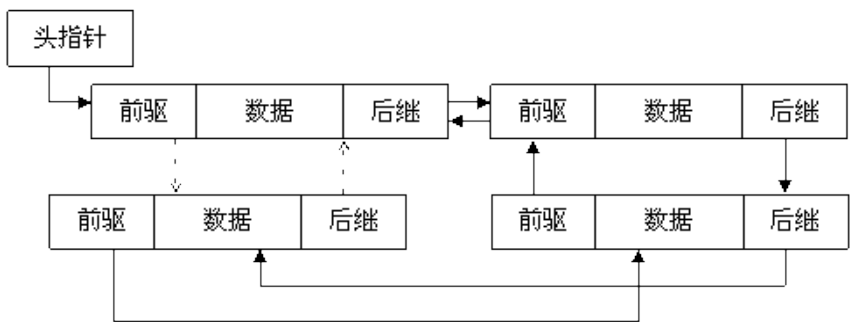 头指针
前驱 数据 后继 前驱 数据 后继
前驱 数据 后继 前驱 数据 后继